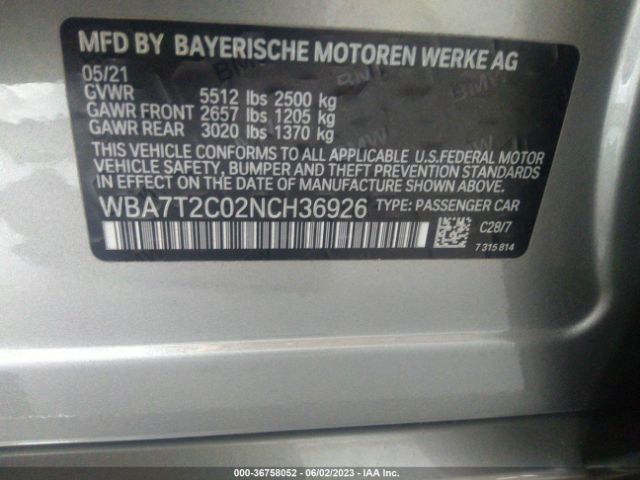 MFD BY BAYERISCHE MOTOREN WERKE AG
05/21
GVWR 5512 lbs 2500 kg
GAWR FRONT 2657 lbs 1205 kg
GAWR REAR 3020 lbs 1370 kg
THIS VEHICLE CONFORMS TO ALL APPLICABLE U.S.FEDERAL MOTOR
VEHICLE SAFETY, BUMPER AND THEFT PREVENTION STANDARDS
IN EFFECT ON THE DATE OF MANUFACTURE SHOWN ABOVE.
WBA7T2C02NCH36926 TYPE: PASSENGER CAR
C28/7
7315814
000-36758052 - 06/02/2023 - IAA Inc.